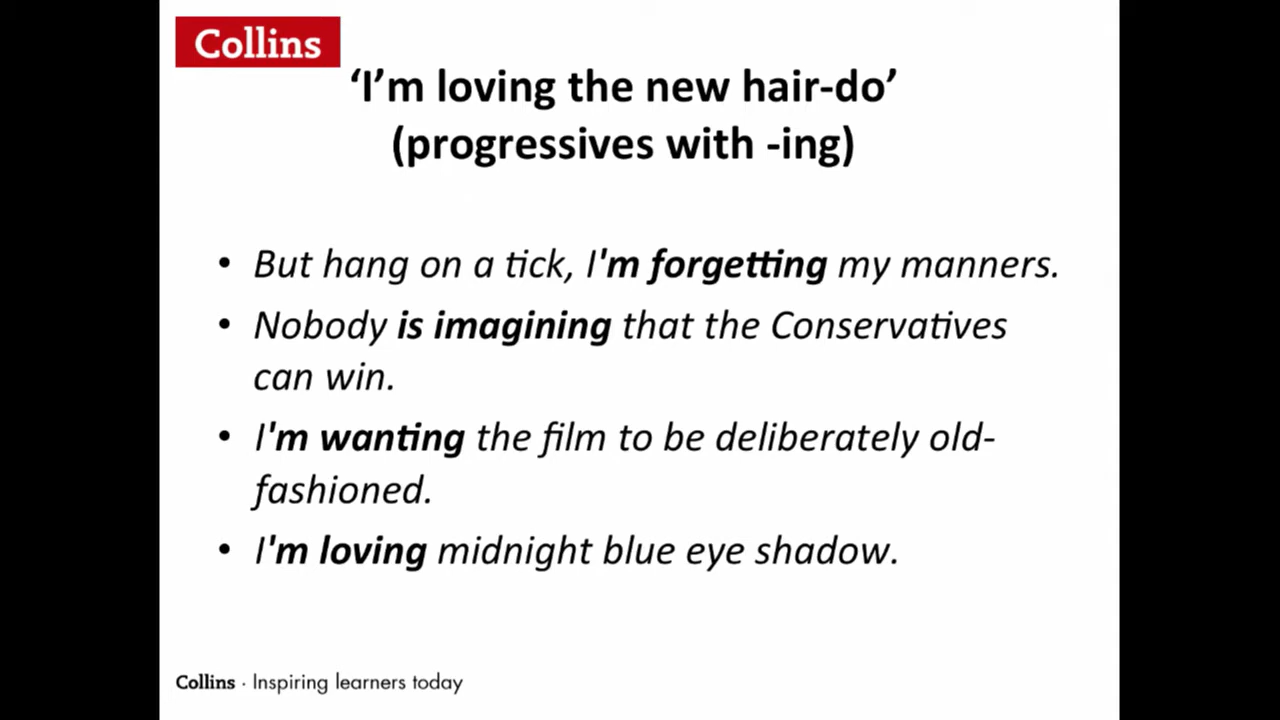 Collins
‘I’m loving the new hair-do’
(progressives with -ing)
• But hang on a tick, I'm forgetting my manners.
• Nobody is imagining that the Conservatives
can win.
• I'm wanting the film to be deliberately old-
fashioned.
• I'm loving midnight blue eye shadow.
Collins · Inspiring learners today